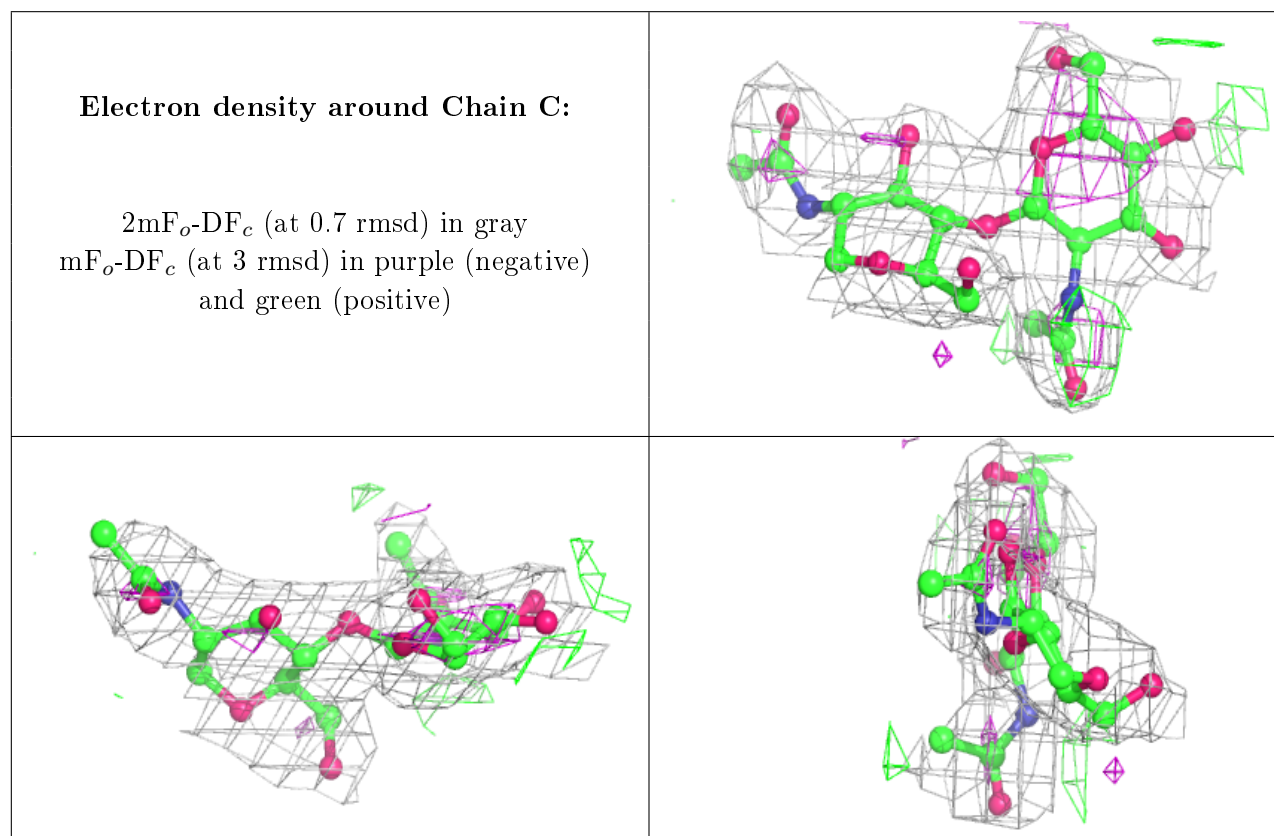 Electron density around Chain C:
2mFₒ-DF𝒸 (at 0.7 rmsd) in gray
mFₒ-DF𝒸 (at 3 rmsd) in purple (negative)
and green (positive)